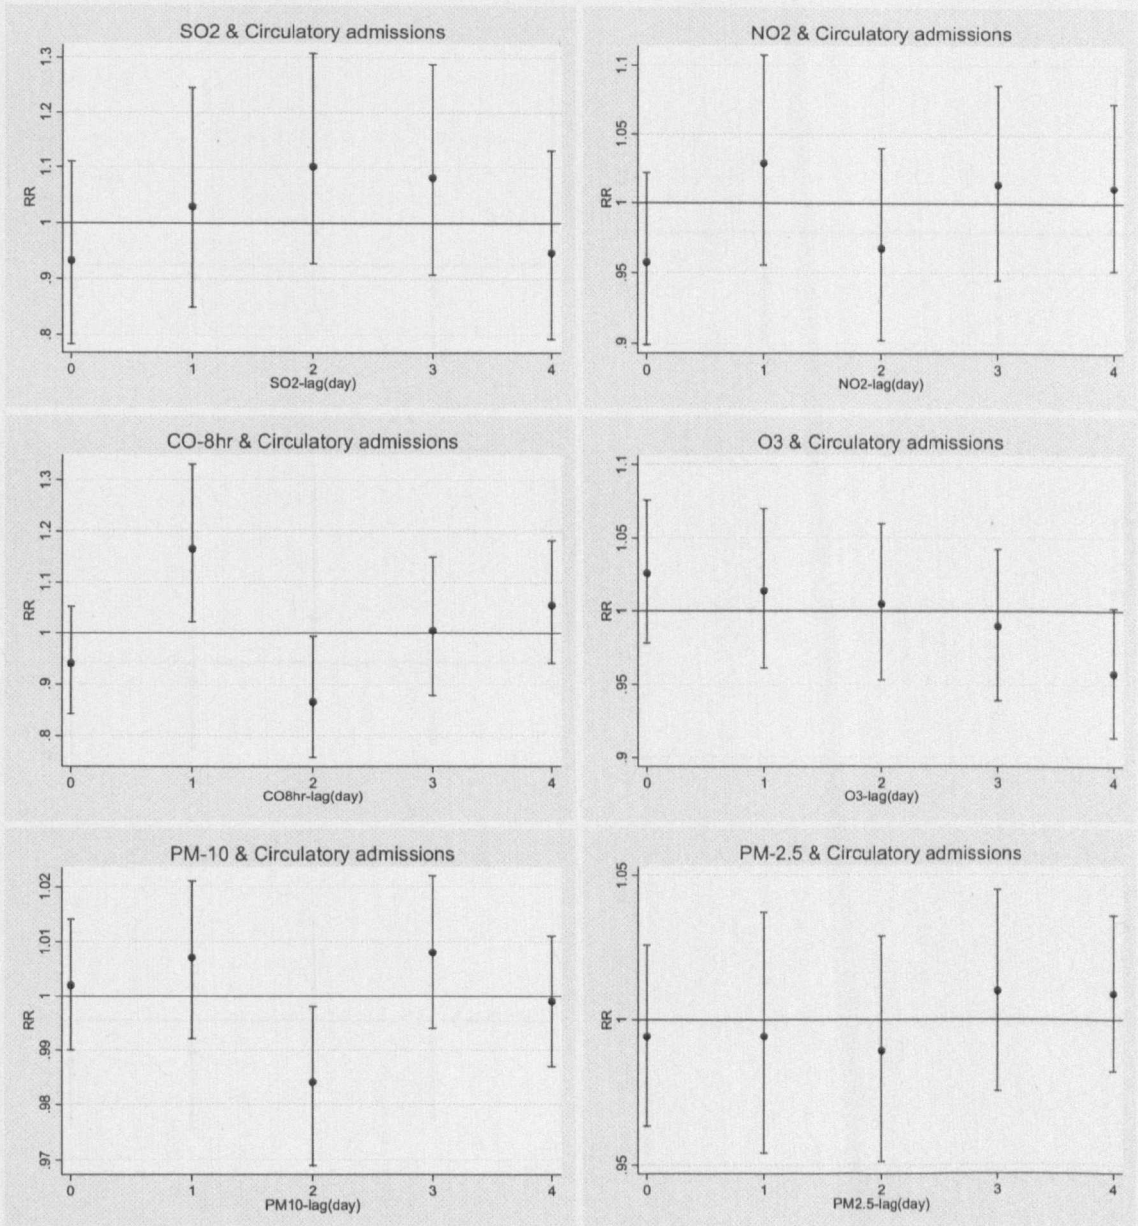 SO2 & Circulatory admissions
RR
1.3
1.2
1.1
1
.9
.8
0 1 2 3 4
SO2-lag(day)
NO2 & Circulatory admissions
RR
1.1
1.05
1
.95
.9
0 1 2 3 4
NO2-lag(day)
CO-8hr & Circulatory admissions
RR
1.3
1.2
1.1
1
.9
.8
0 1 2 3 4
CO8hr-lag(day)
O3 & Circulatory admissions
RR
1.1
1.05
1
.95
.9
0 1 2 3 4
O3-lag(day)
PM-10 & Circulatory admissions
RR
1.02
1.01
1
.99
.98
.97
0 1 2 3 4
PM10-lag(day)
PM-2.5 & Circulatory admissions
RR
1.05
1
.95
0 1 2 3 4
PM2.5-lag(day)